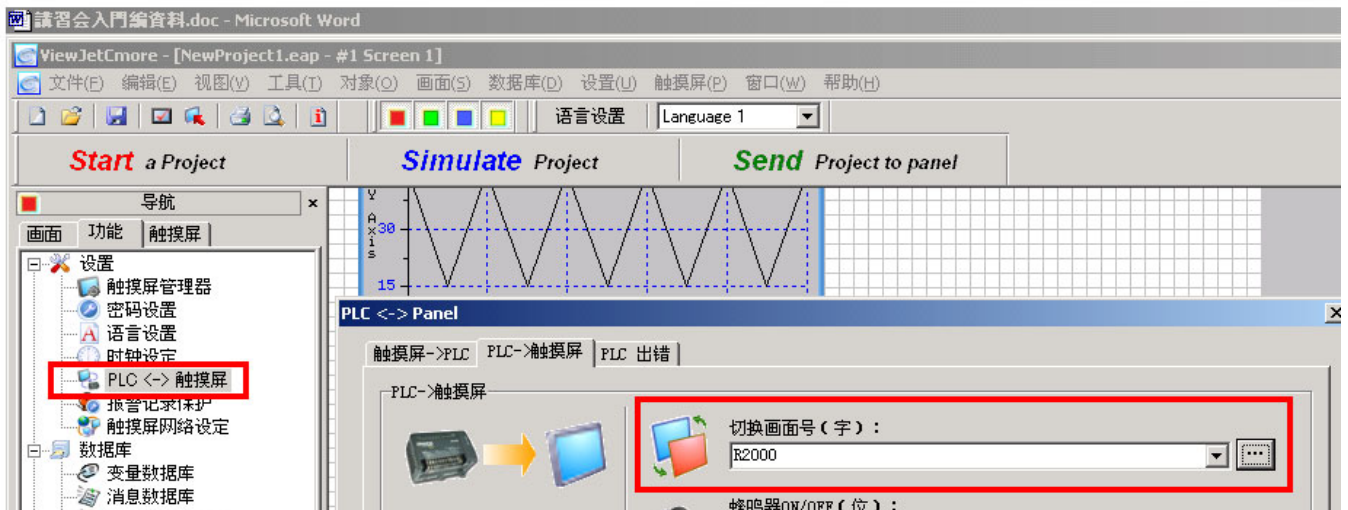 講習会入門編資料.doc - Microsoft Word
ViewJetCmore - [NewProject1.eap - #1 Screen 1]
文件(F) 编辑(E) 视图(V) 工具(T) 对象(O) 画面(S) 数据库(D) 设置(U) 触摸屏(P) 窗口(W) 帮助(H)
语言设置 Language 1
Start a Project Simulate Project Send Project to panel
导航
画面 功能 触摸屏
Y Axis
30
15
设置
触摸屏管理器
密码设置
语言设置
时钟设定
PLC <-> 触摸屏
报警记录保护
触摸屏网络设定
数据库
变量数据库
消息数据库
PLC <-> Panel
触摸屏->PLC PLC->触摸屏 PLC 出错
PLC->触摸屏
切换画面号(字):
R2000
蜂鸣器ON/OFF(位):